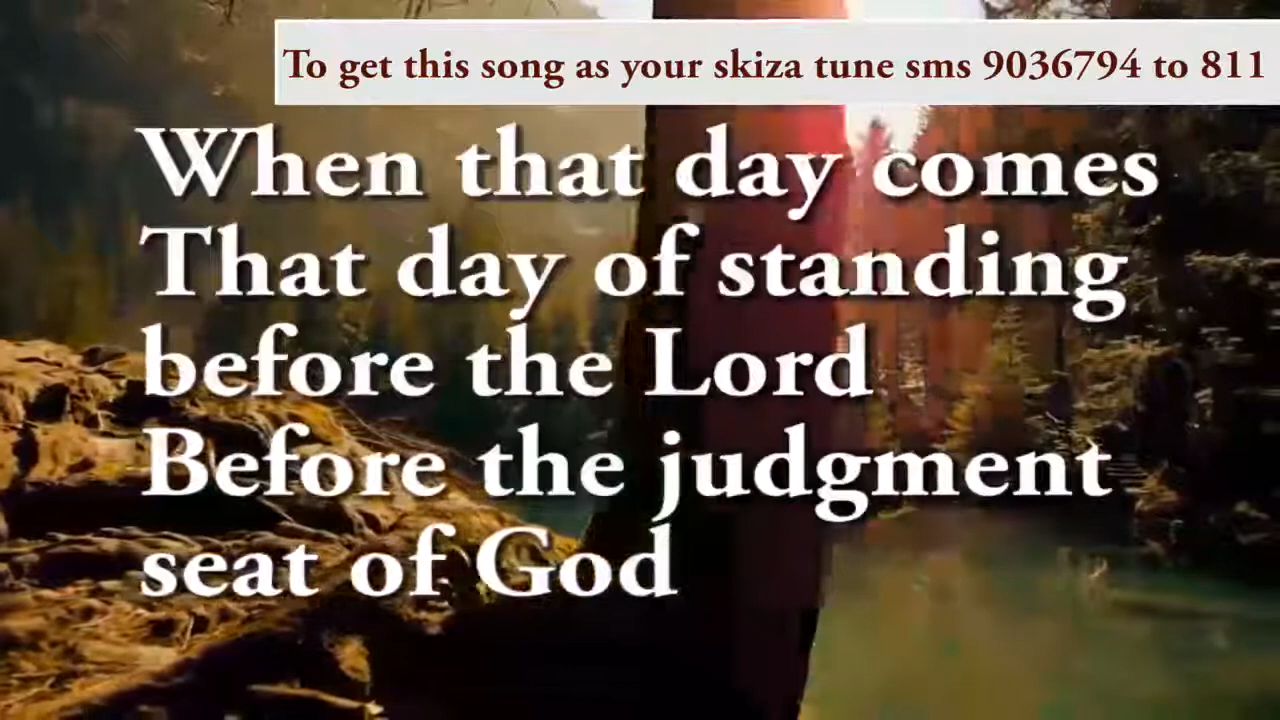 To get this song as your skiza tune sms 9036794 to 811
When that day comes
That day of standing
before the Lord
Before the judgment
seat of God